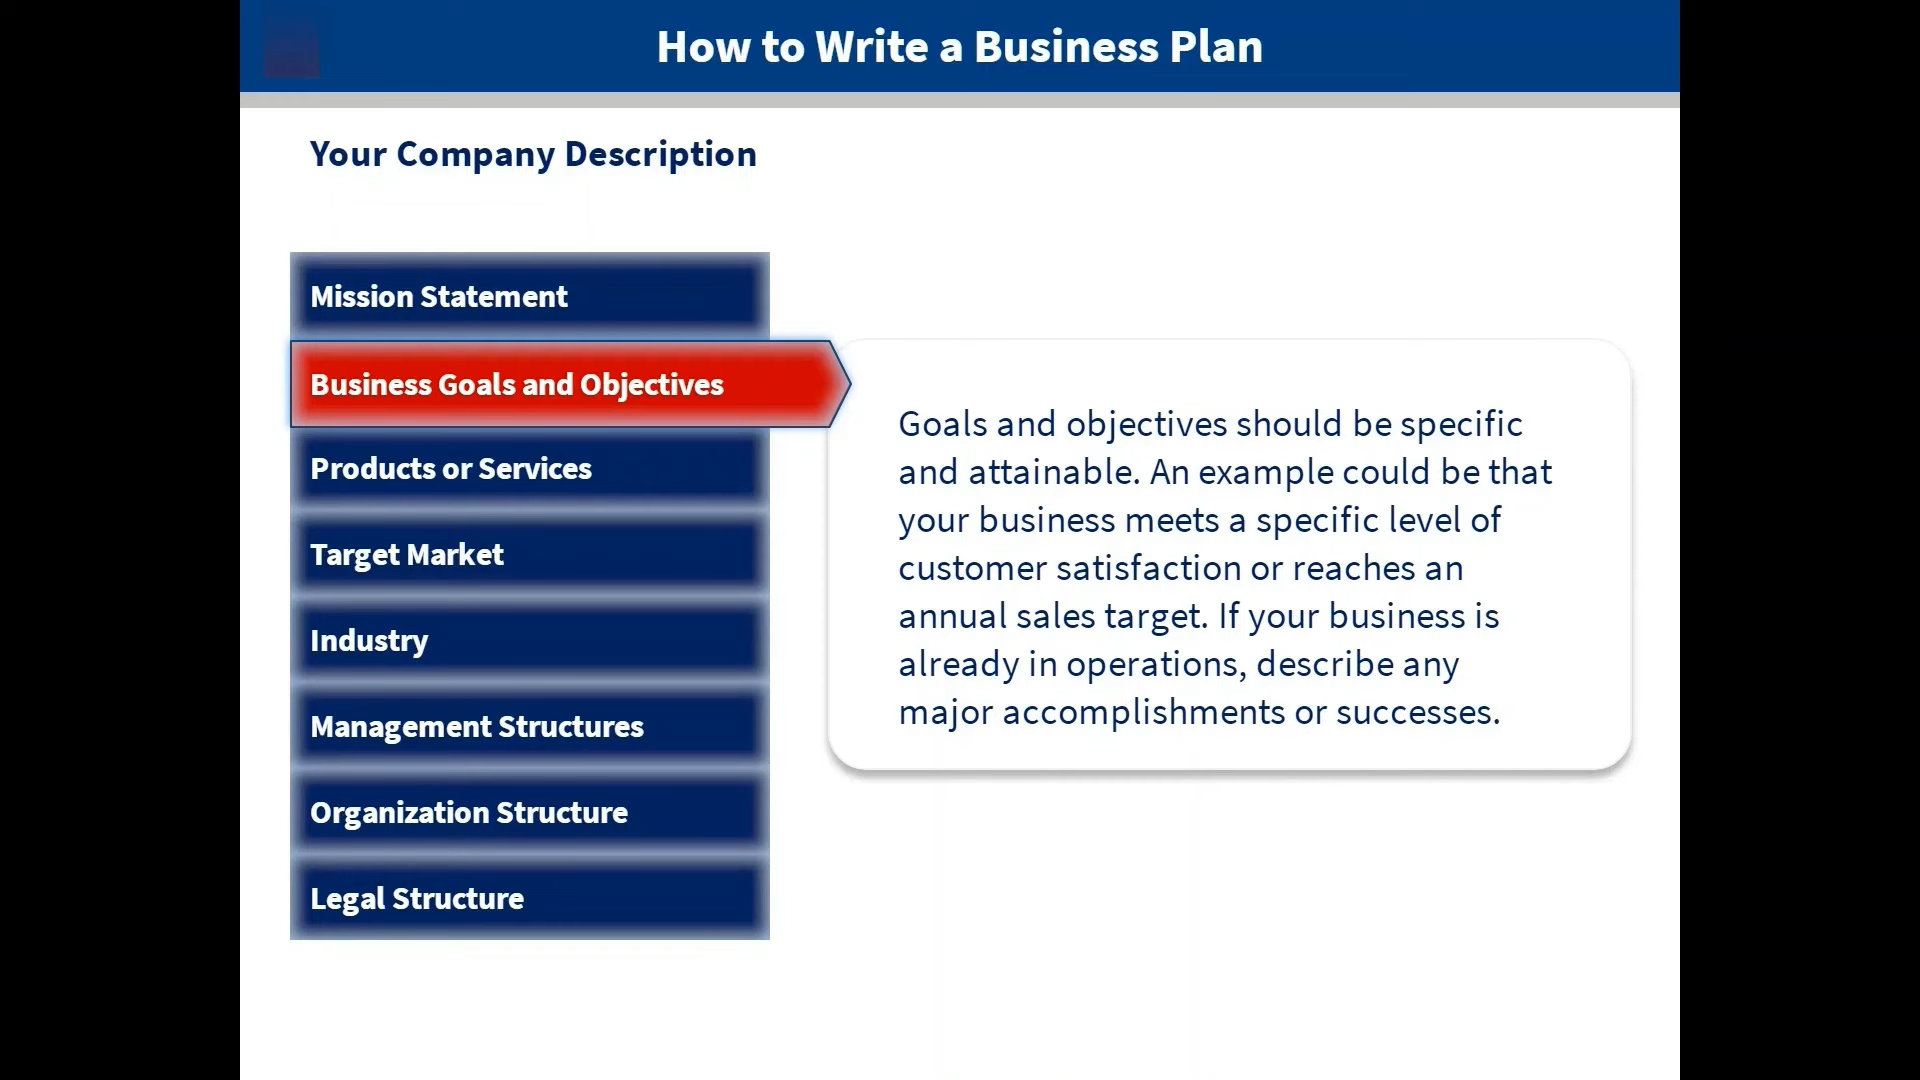 How to Write a Business Plan
Your Company Description
Mission Statement
Business Goals and Objectives
Products or Services
Target Market
Industry
Management Structures
Organization Structure
Legal Structure
Goals and objectives should be specific
and attainable. An example could be that
your business meets a specific level of
customer satisfaction or reaches an
annual sales target. If your business is
already in operations, describe any
major accomplishments or successes.